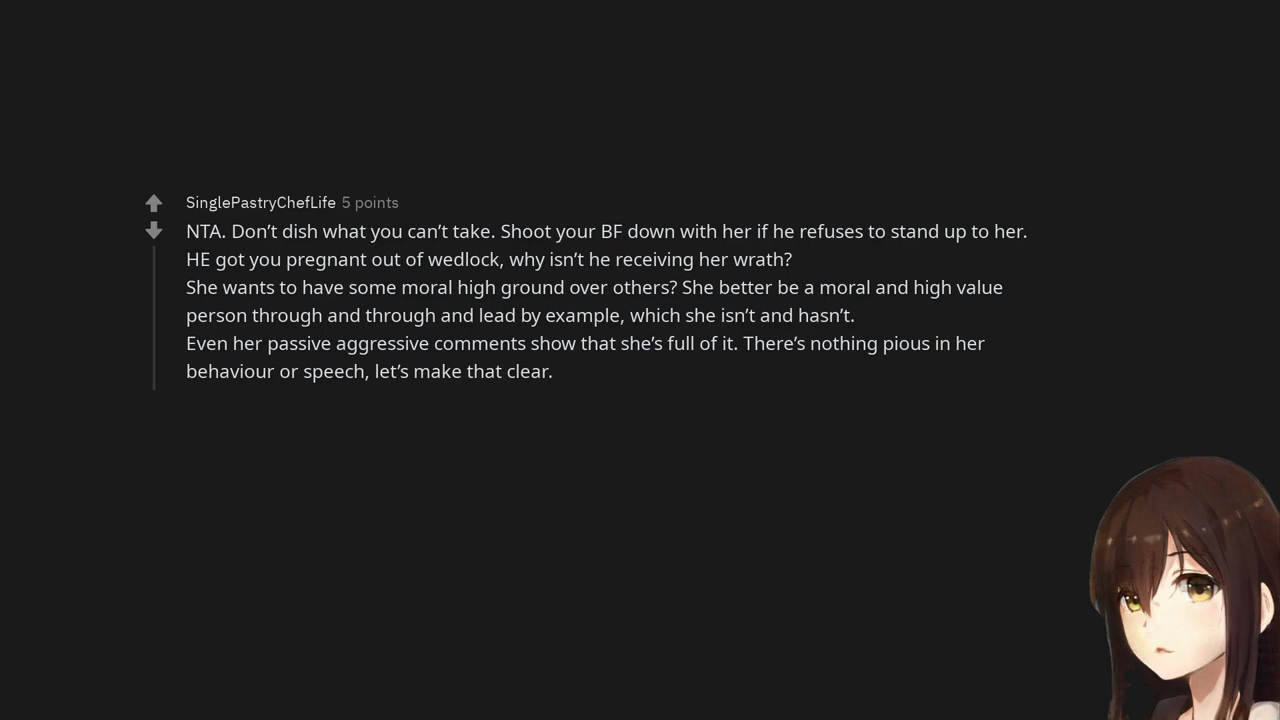 SinglePastryChefLife 5 points
NTA. Don’t dish what you can’t take. Shoot your BF down with her if he refuses to stand up to her.
HE got you pregnant out of wedlock, why isn’t he receiving her wrath?
She wants to have some moral high ground over others? She better be a moral and high value
person through and through and lead by example, which she isn’t and hasn’t.
Even her passive aggressive comments show that she’s full of it. There’s nothing pious in her
behaviour or speech, let’s make that clear.